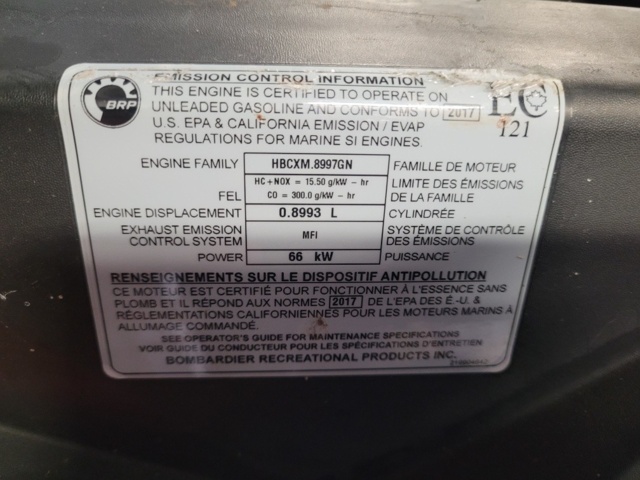 BRP
EMISSION CONTROL INFORMATION
THIS ENGINE IS CERTIFIED TO OPERATE ON
UNLEADED GASOLINE AND CONFORMS TO 2017
U.S. EPA & CALIFORNIA EMISSION / EVAP
REGULATIONS FOR MARINE SI ENGINES.
EC
121
ENGINE FAMILY HBCXM.8997GN FAMILLE DE MOTEUR
FEL HC+NOX = 15.50 g/kW - hr LIMITE DES ÉMISSIONS
CO = 300.0 g/kW - hr DE LA FAMILLE
ENGINE DISPLACEMENT 0.8993 L CYLINDRÉE
EXHAUST EMISSION MFI SYSTÈME DE CONTRÔLE
CONTROL SYSTEM DES ÉMISSIONS
POWER 66 kW PUISSANCE
RENSEIGNEMENTS SUR LE DISPOSITIF ANTIPOLLUTION
CE MOTEUR EST CERTIFIÉ POUR FONCTIONNER À L'ESSENCE SANS
PLOMB ET IL RÉPOND AUX NORMES 2017 DE L'EPA DES É.-U. &
RÉGLEMENTATIONS CALIFORNIENNES POUR LES MOTEURS MARINS À
ALLUMAGE COMMANDÉ.
SEE OPERATOR'S GUIDE FOR MAINTENANCE SPECIFICATIONS
VOIR GUIDE DU CONDUCTEUR POUR LES SPÉCIFICATIONS D'ENTRETIEN
BOMBARDIER RECREATIONAL PRODUCTS INC.